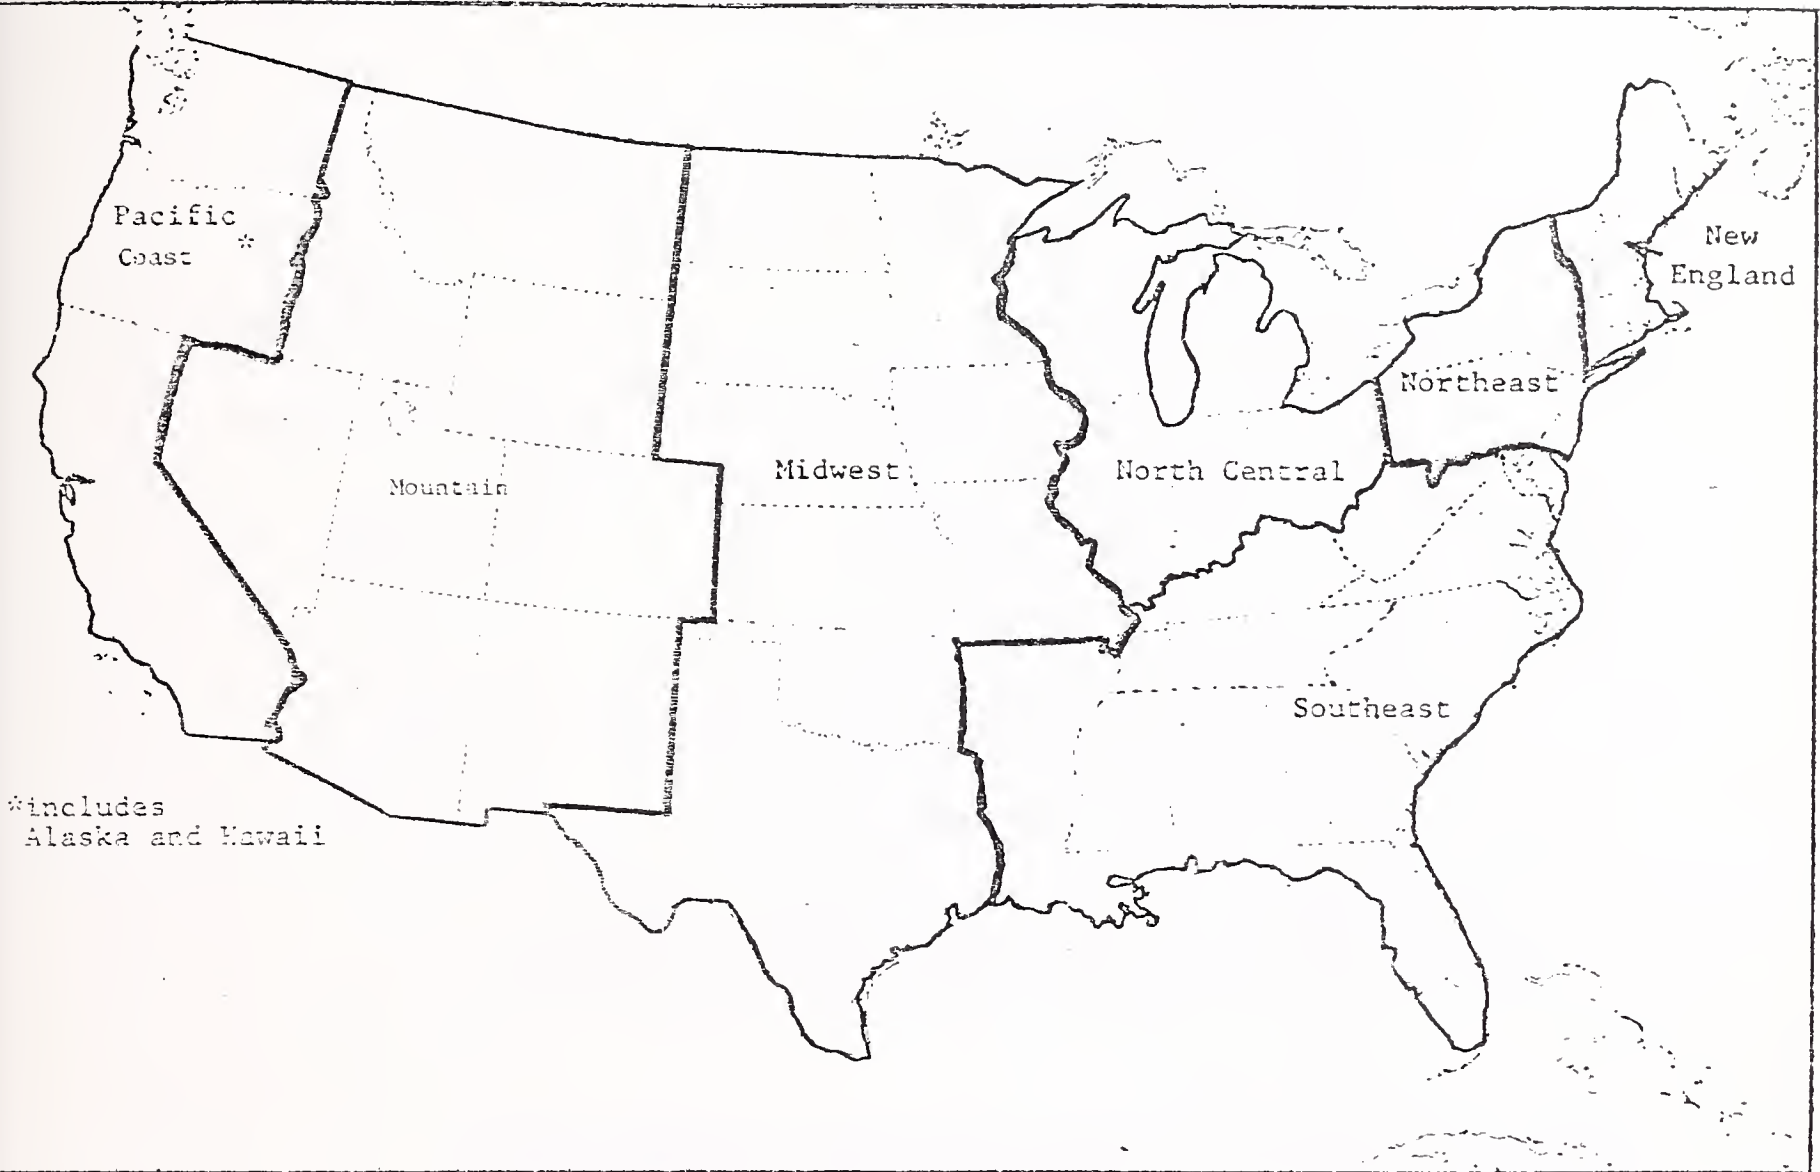 Pacific
Coast *
New
England
Northeast
Midwest
North Central
Mountain
Southeast
*includes
Alaska and Hawaii